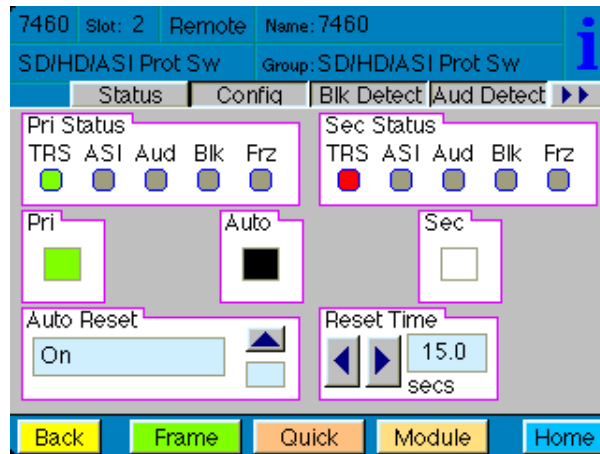 7460 Slot: 2 Remote Name: 7460
SD/HD/ASI Prot Sw Group: SD/HD/ASI Prot Sw
i
Status Config Blk Detect Aud Detect
Pri Status Sec Status
TRS ASI Aud Blk Frz TRS ASI Aud Blk Frz
Pri Auto Sec
Auto Reset Reset Time
On 15.0
secs
Back Frame Quick Module Home